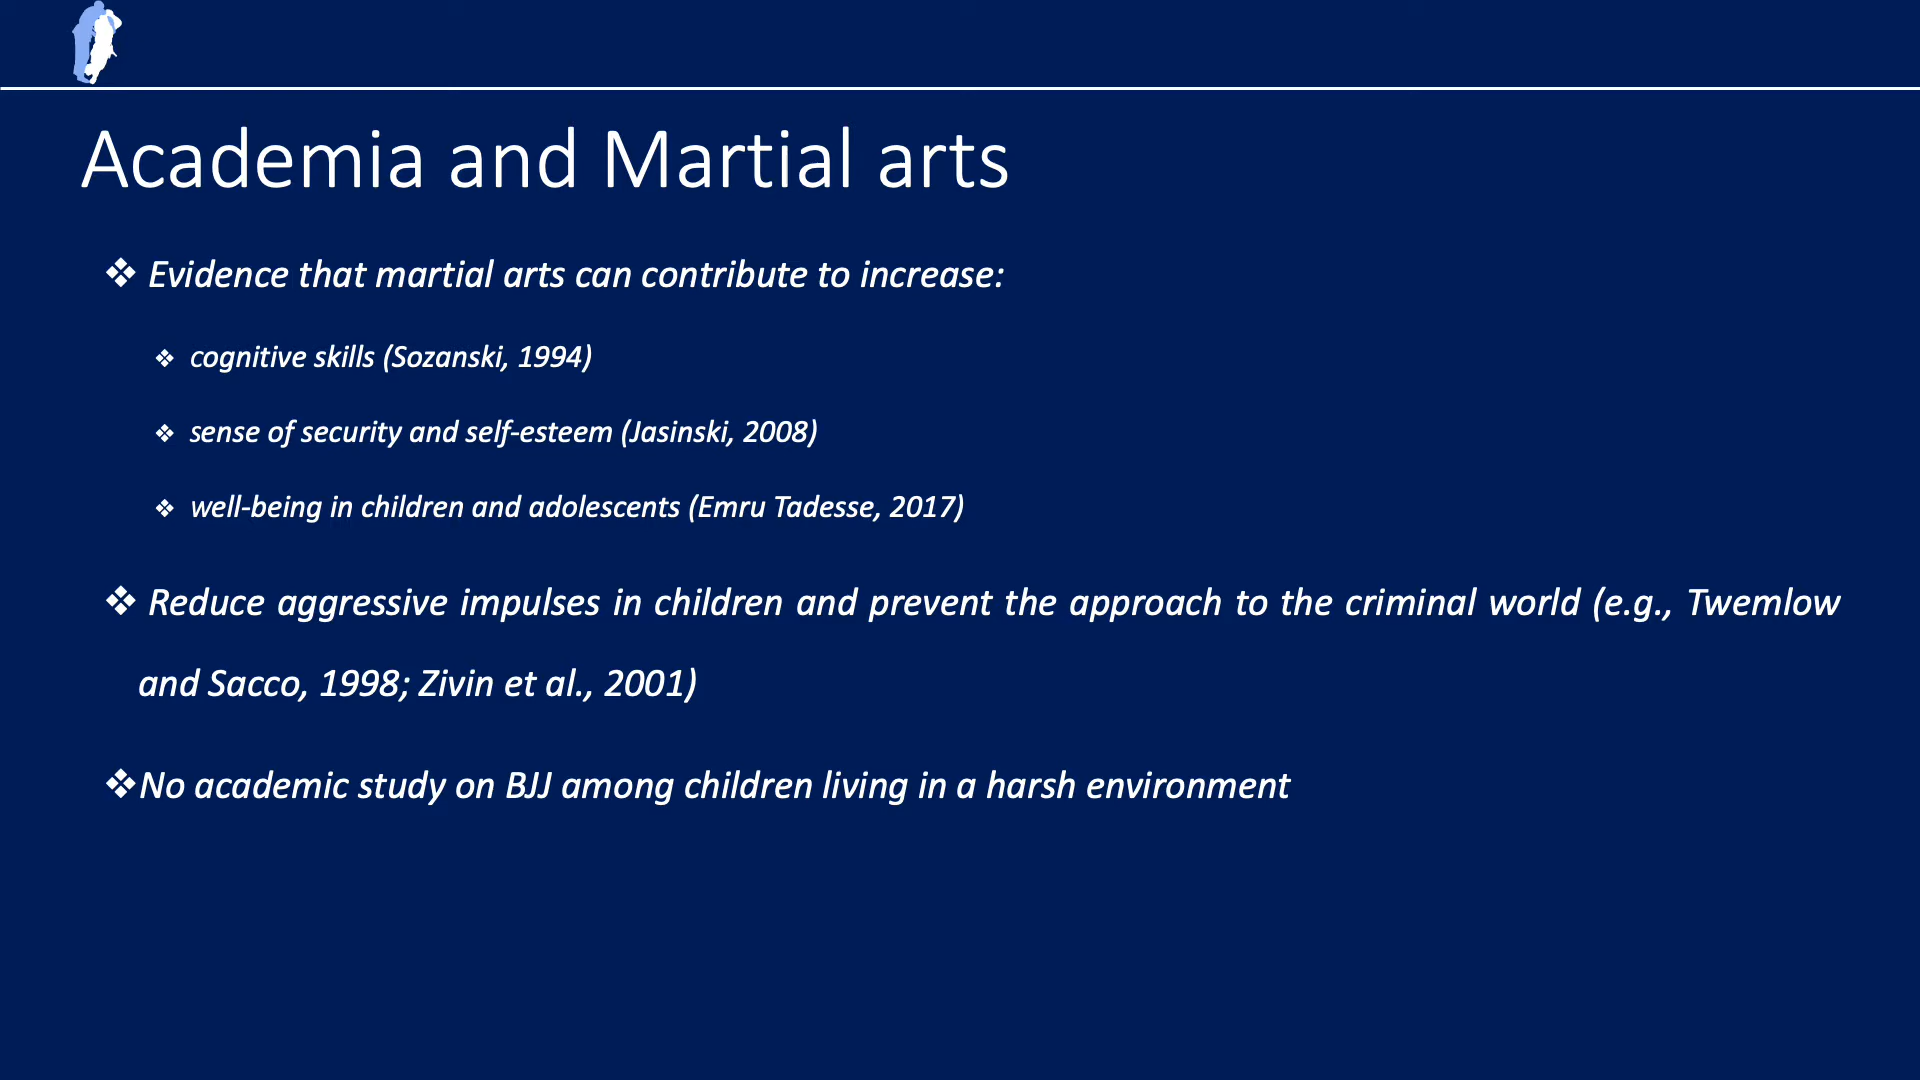 Academia and Martial arts
❖ Evidence that martial arts can contribute to increase:
❖ cognitive skills (Sozanski, 1994)
❖ sense of security and self-esteem (Jasinski, 2008)
❖ well-being in children and adolescents (Emru Tadesse, 2017)
❖ Reduce aggressive impulses in children and prevent the approach to the criminal world (e.g., Twemlow
and Sacco, 1998; Zivin et al., 2001)
❖No academic study on BJJ among children living in a harsh environment